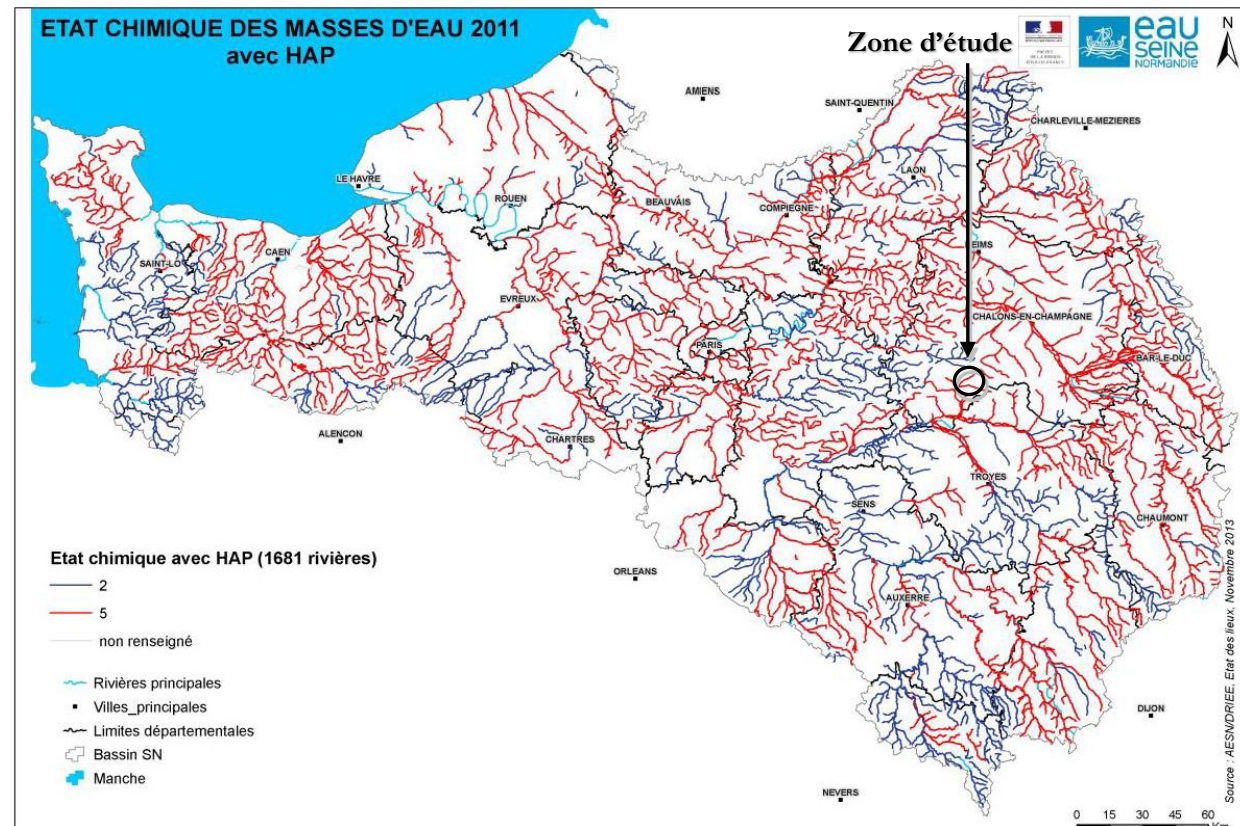 ETAT CHIMIQUE DES MASSES D'EAU 2011
avec HAP
Zone d'étude
eau
SEINE
NORMANDIE
N
AMIENS
SAINT-QUENTIN
CHARLEVILLE-MEZIERES
LAON
LE HAVRE
ROUEN
BEAUVAIS
COMPIEGNE
EIMS
CAEN
SAINT-LO
EVREUX
CHALONS-EN-CHAMPAGNE
PARIS
BAR-LE-DUC
ALENCON
CHARTRES
TROYES
SENS
CHAUMONT
ORLEANS
AUXERRE
DIJON
NEVERS
Etat chimique avec HAP (1681 rivières)
2
5
non renseigné
Rivières principales
Villes_principales
Limites départementales
Bassin SN
Manche
0 15 30 45 60
Km
Source : AESN/DRIEE, Etat des lieux, Novembre 2013